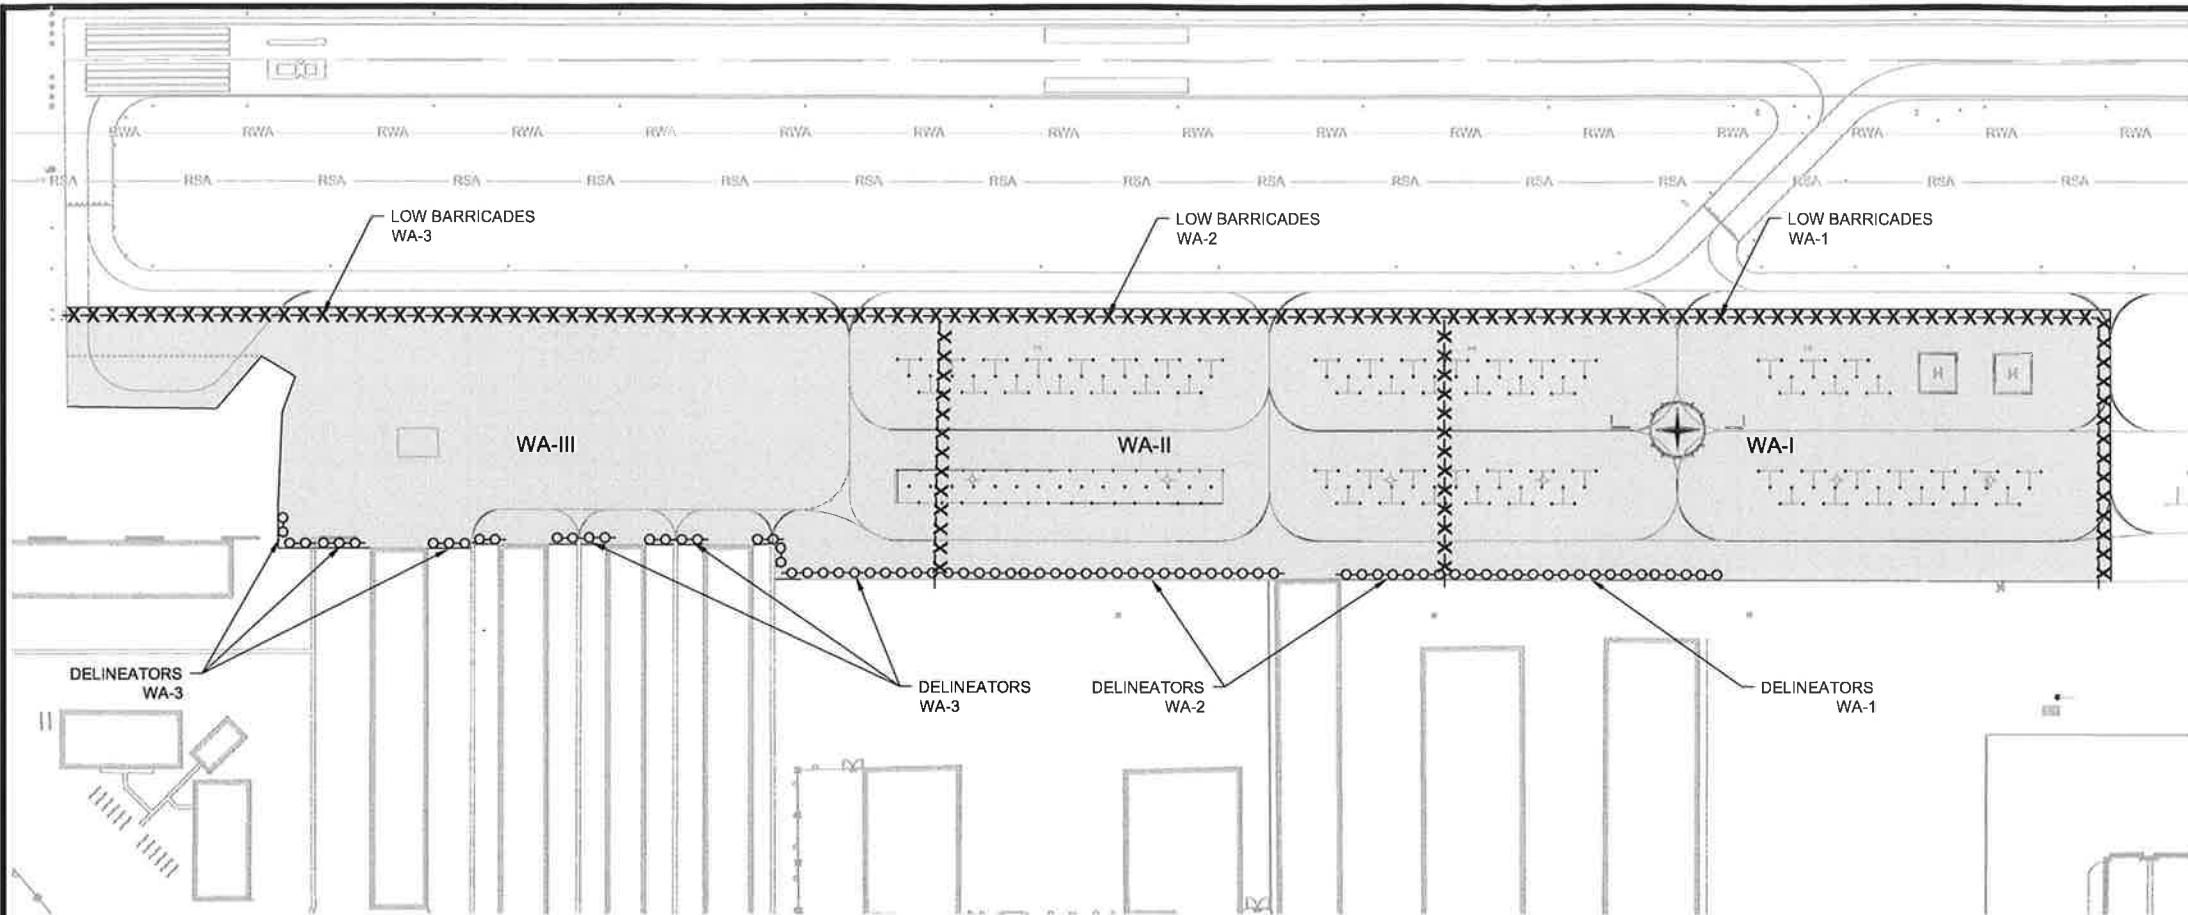 RWA RWA RWA RWA RWA RWA RWA RWA RWA RWA RWA RWA RWA RWA RWA RWA
RSA RSA RSA RSA RSA RSA RSA RSA RSA RSA RSA RSA RSA RSA RSA RSA
LOW BARRICADES
WA-3
LOW BARRICADES
WA-2
LOW BARRICADES
WA-1
H
H
WA-III
WA-II
WA-I
DELINEATORS
WA-3
DELINEATORS
WA-3
DELINEATORS
WA-2
DELINEATORS
WA-1